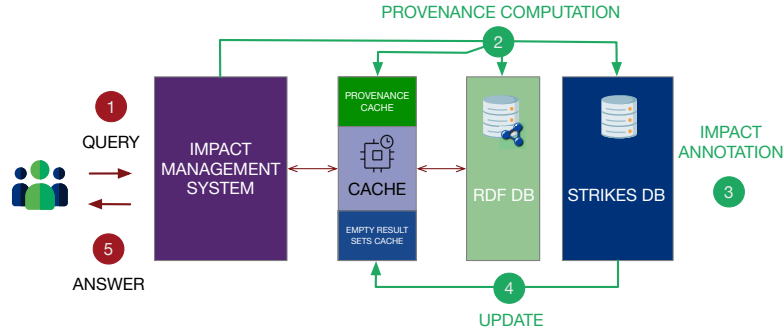 PROVENANCE COMPUTATION
2
1
QUERY
IMPACT
MANAGEMENT
SYSTEM
PROVENANCE
CACHE
CACHE
EMPTY RESULT
SETS CACHE
RDF DB
STRIKES DB
IMPACT
ANNOTATION
3
5
ANSWER
4
UPDATE